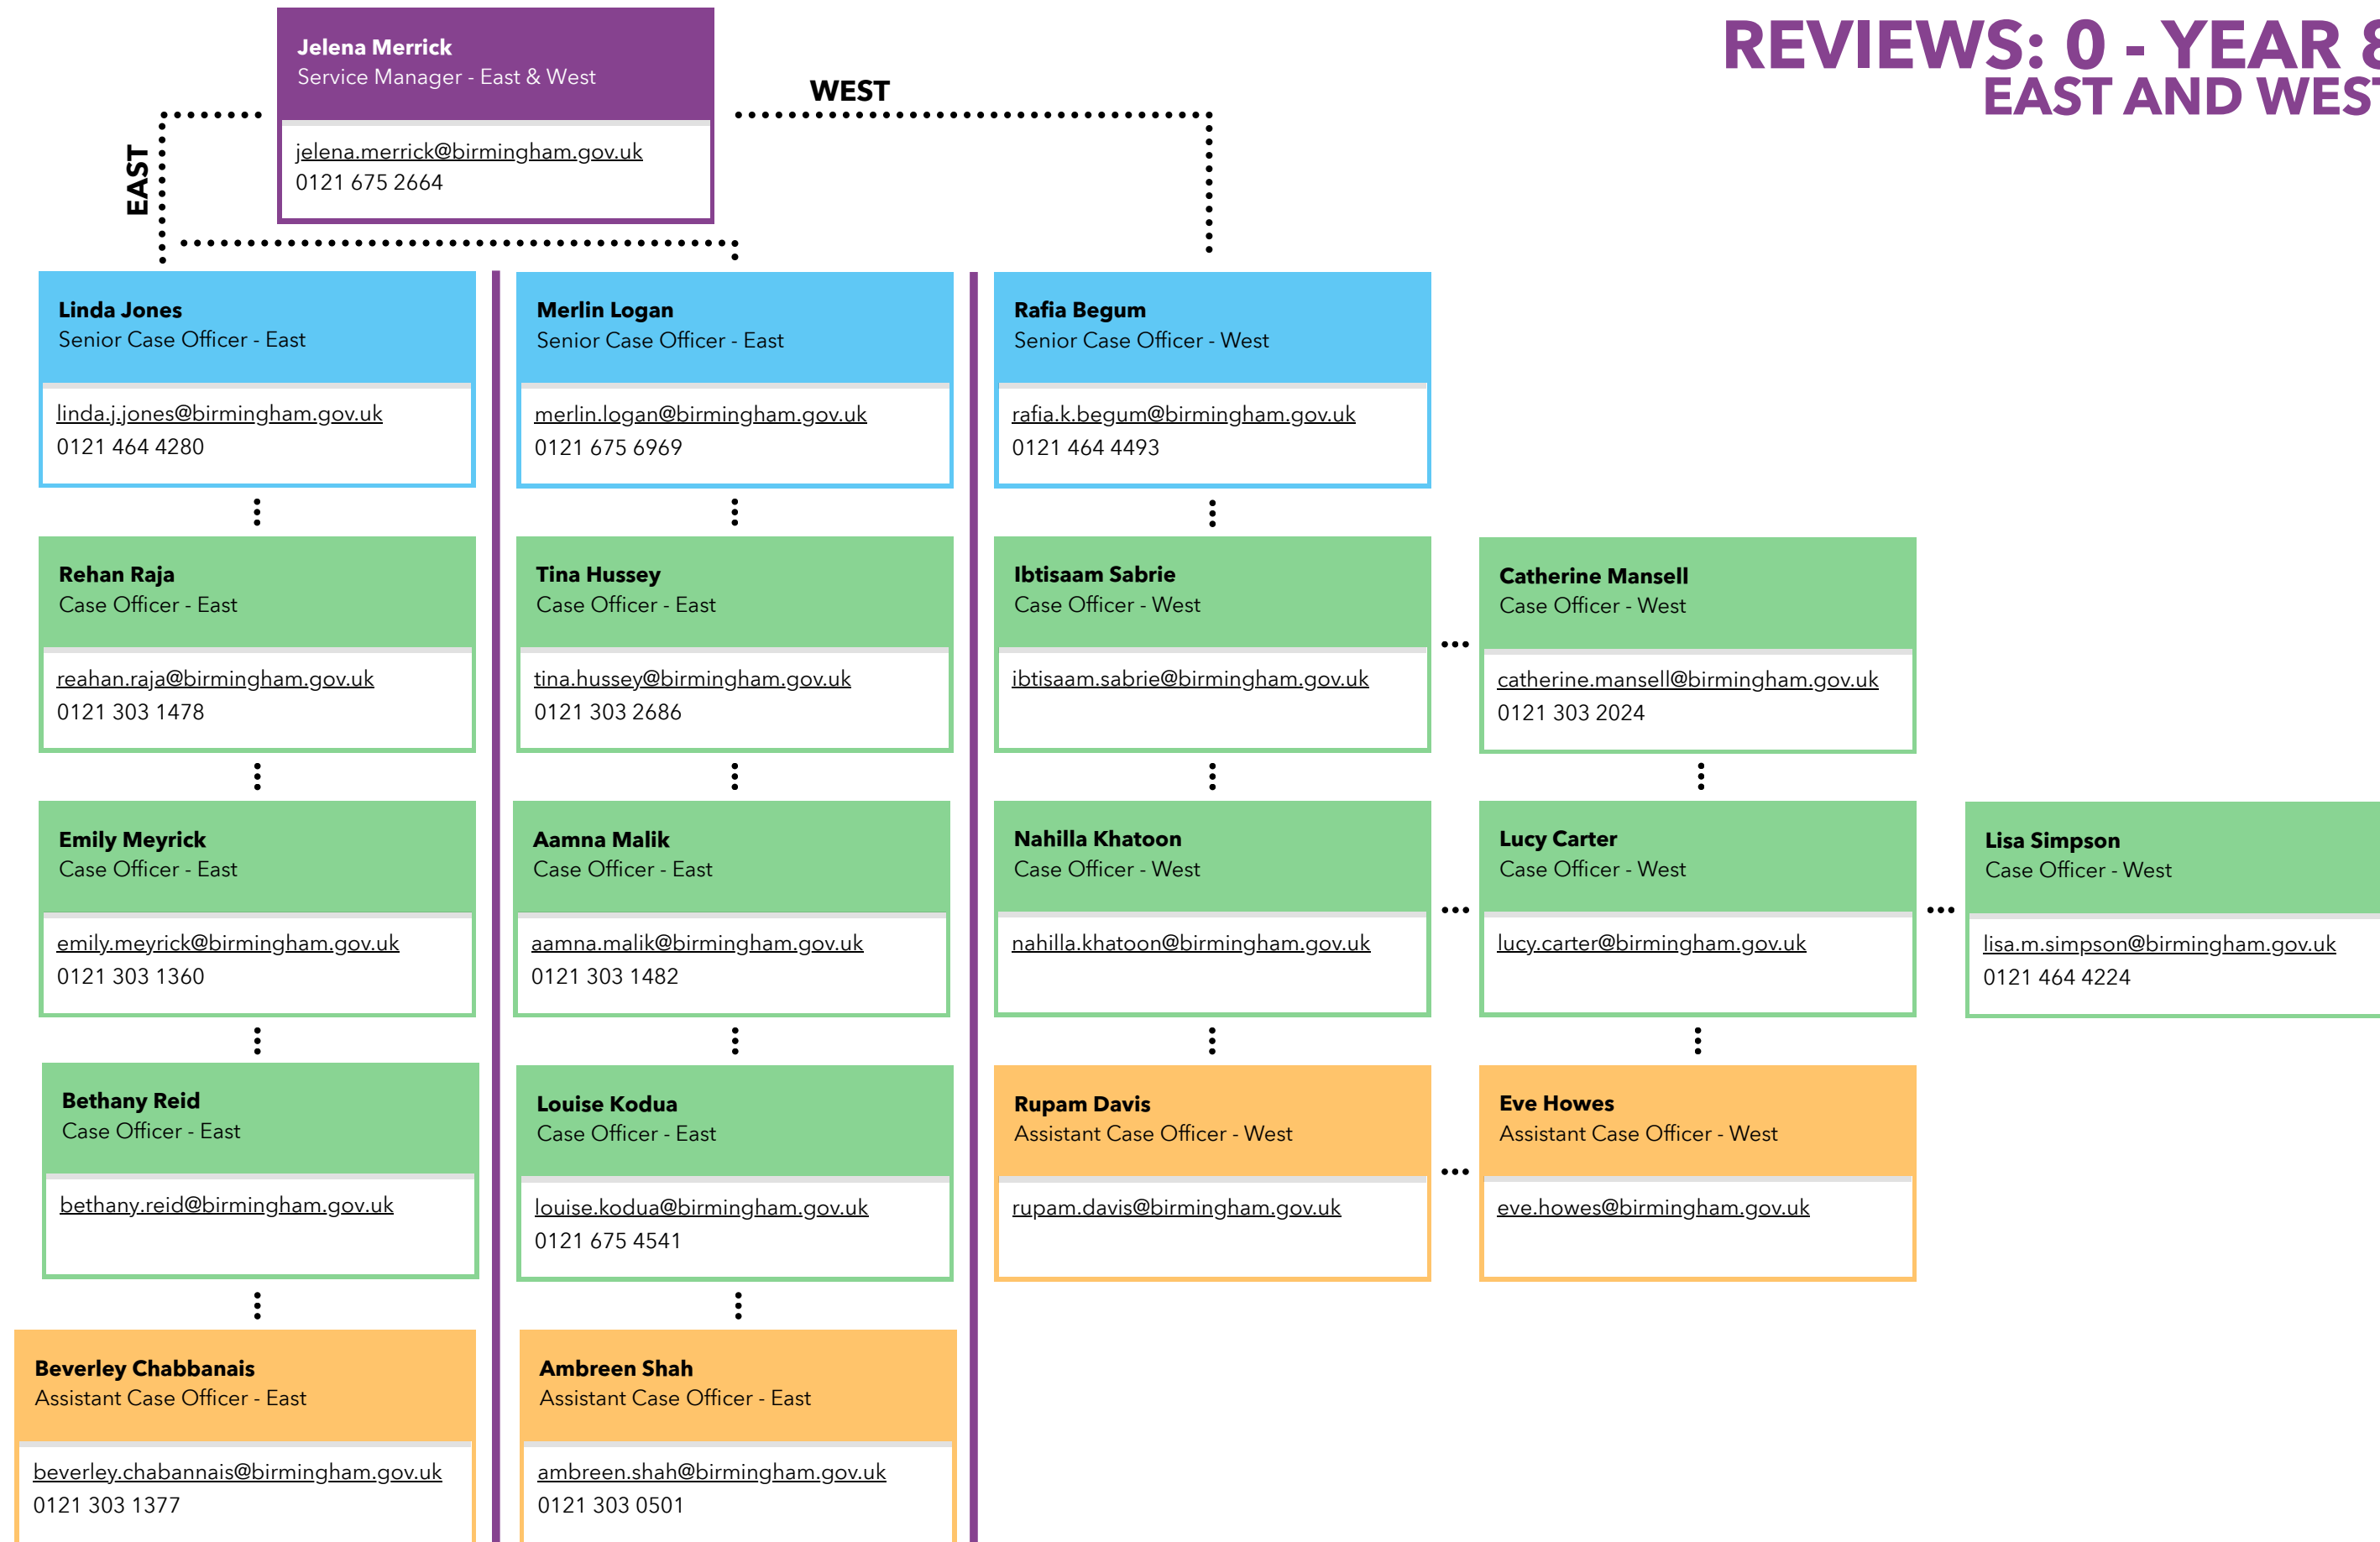 REVIEWS: 0 - YEAR 8
EAST AND WEST
Jelena Merrick
Service Manager - East & West
jelena.merrick@birmingham.gov.uk
0121 675 2664
EAST
WEST
Linda Jones
Senior Case Officer - East
linda.j.jones@birmingham.gov.uk
0121 464 4280
Merlin Logan
Senior Case Officer - East
merlin.logan@birmingham.gov.uk
0121 675 6969
Rafia Begum
Senior Case Officer - West
rafia.k.begum@birmingham.gov.uk
0121 464 4493
Rehan Raja
Case Officer - East
reahan.raja@birmingham.gov.uk
0121 303 1478
Tina Hussey
Case Officer - East
tina.hussey@birmingham.gov.uk
0121 303 2686
Ibtisaam Sabrie
Case Officer - West
ibtisaam.sabrie@birmingham.gov.uk
Catherine Mansell
Case Officer - West
catherine.mansell@birmingham.gov.uk
0121 303 2024
Emily Meyrick
Case Officer - East
emily.meyrick@birmingham.gov.uk
0121 303 1360
Aamna Malik
Case Officer - East
aamna.malik@birmingham.gov.uk
0121 303 1482
Nahilla Khatoon
Case Officer - West
nahilla.khatoon@birmingham.gov.uk
Lucy Carter
Case Officer - West
lucy.carter@birmingham.gov.uk
Lisa Simpson
Case Officer - West
lisa.m.simpson@birmingham.gov.uk
0121 464 4224
Bethany Reid
Case Officer - East
bethany.reid@birmingham.gov.uk
Louise Kodua
Case Officer - East
louise.kodua@birmingham.gov.uk
0121 675 4541
Rupam Davis
Assistant Case Officer - West
rupam.davis@birmingham.gov.uk
Eve Howes
Assistant Case Officer - West
eve.howes@birmingham.gov.uk
Beverley Chabbanais
Assistant Case Officer - East
beverley.chabannais@birmingham.gov.uk
0121 303 1377
Ambreen Shah
Assistant Case Officer - East
ambreen.shah@birmingham.gov.uk
0121 303 0501